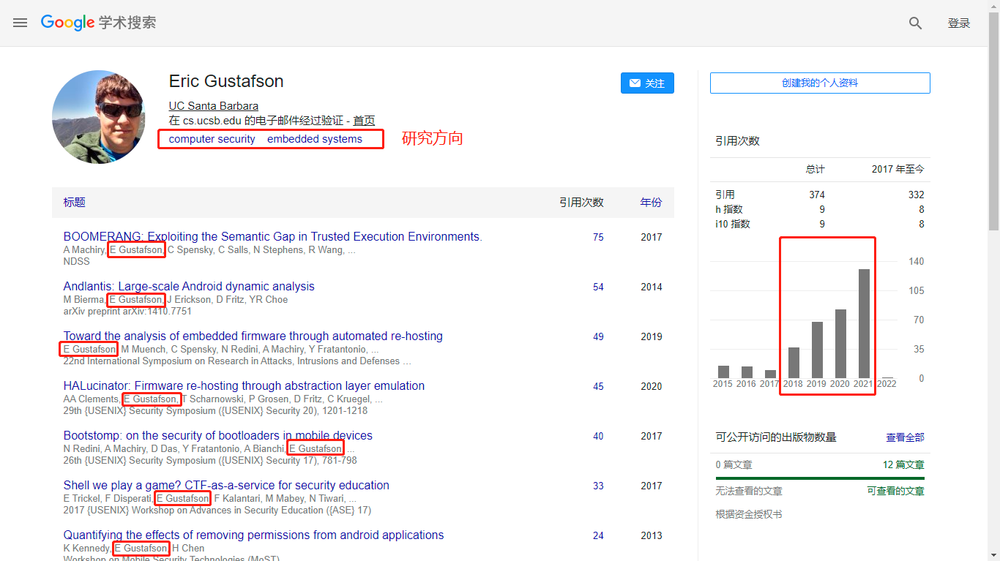 Google 学术搜索
登录
Eric Gustafson
关注
UC Santa Barbara
在 cs.ucsb.edu 的电子邮件经过验证 - 首页
computer security embedded systems
研究方向
标题 引用次数 年份
BOOMERANG: Exploiting the Semantic Gap in Trusted Execution Environments. 75 2017
A Machiry, E Gustafson, C Spensky, C Salls, N Stephens, R Wang, ...
NDSS
Andlantis: Large-scale Android dynamic analysis 54 2014
M Bierma, E Gustafson, J Erickson, D Fritz, YR Choe
arXiv preprint arXiv:1410.7751
Toward the analysis of embedded firmware through automated re-hosting 49 2019
E Gustafson, M Muench, C Spensky, N Redini, A Machiry, Y Fratantonio, ...
22nd International Symposium on Research in Attacks, Intrusions and Defenses ...
HALucinator: Firmware re-hosting through abstraction layer emulation 45 2020
AA Clements, E Gustafson, T Scharnowski, P Grosen, D Fritz, C Kruegel, ...
29th {USENIX} Security Symposium ({USENIX} Security 20), 1201-1218
Bootstomp: on the security of bootloaders in mobile devices 40 2017
N Redini, A Machiry, D Das, Y Fratantonio, A Bianchi, E Gustafson, ...
26th {USENIX} Security Symposium ({USENIX} Security 17), 781-798
Shell we play a game? CTF-as-a-service for security education 33 2017
E Trickel, F Disperati, E Gustafson, F Kalantari, M Mabey, N Tiwari, ...
2017 {USENIX} Workshop on Advances in Security Education ({ASE} 17)
Quantifying the effects of removing permissions from android applications 24 2013
K Kennedy, E Gustafson, H Chen
Workshop on Mobile Security Technologies (MoST)
创建我的个人资料
引用次数
总计 2017 年至今
引用 374 332
h 指数 9 8
i10 指数 9 8
140
105
70
35
0
2015 2016 2017 2018 2019 2020 2021 2022
可公开访问的出版物数量 查看全部
0 篇文章 12 篇文章
无法查看的文章 可查看的文章
根据资金授权书